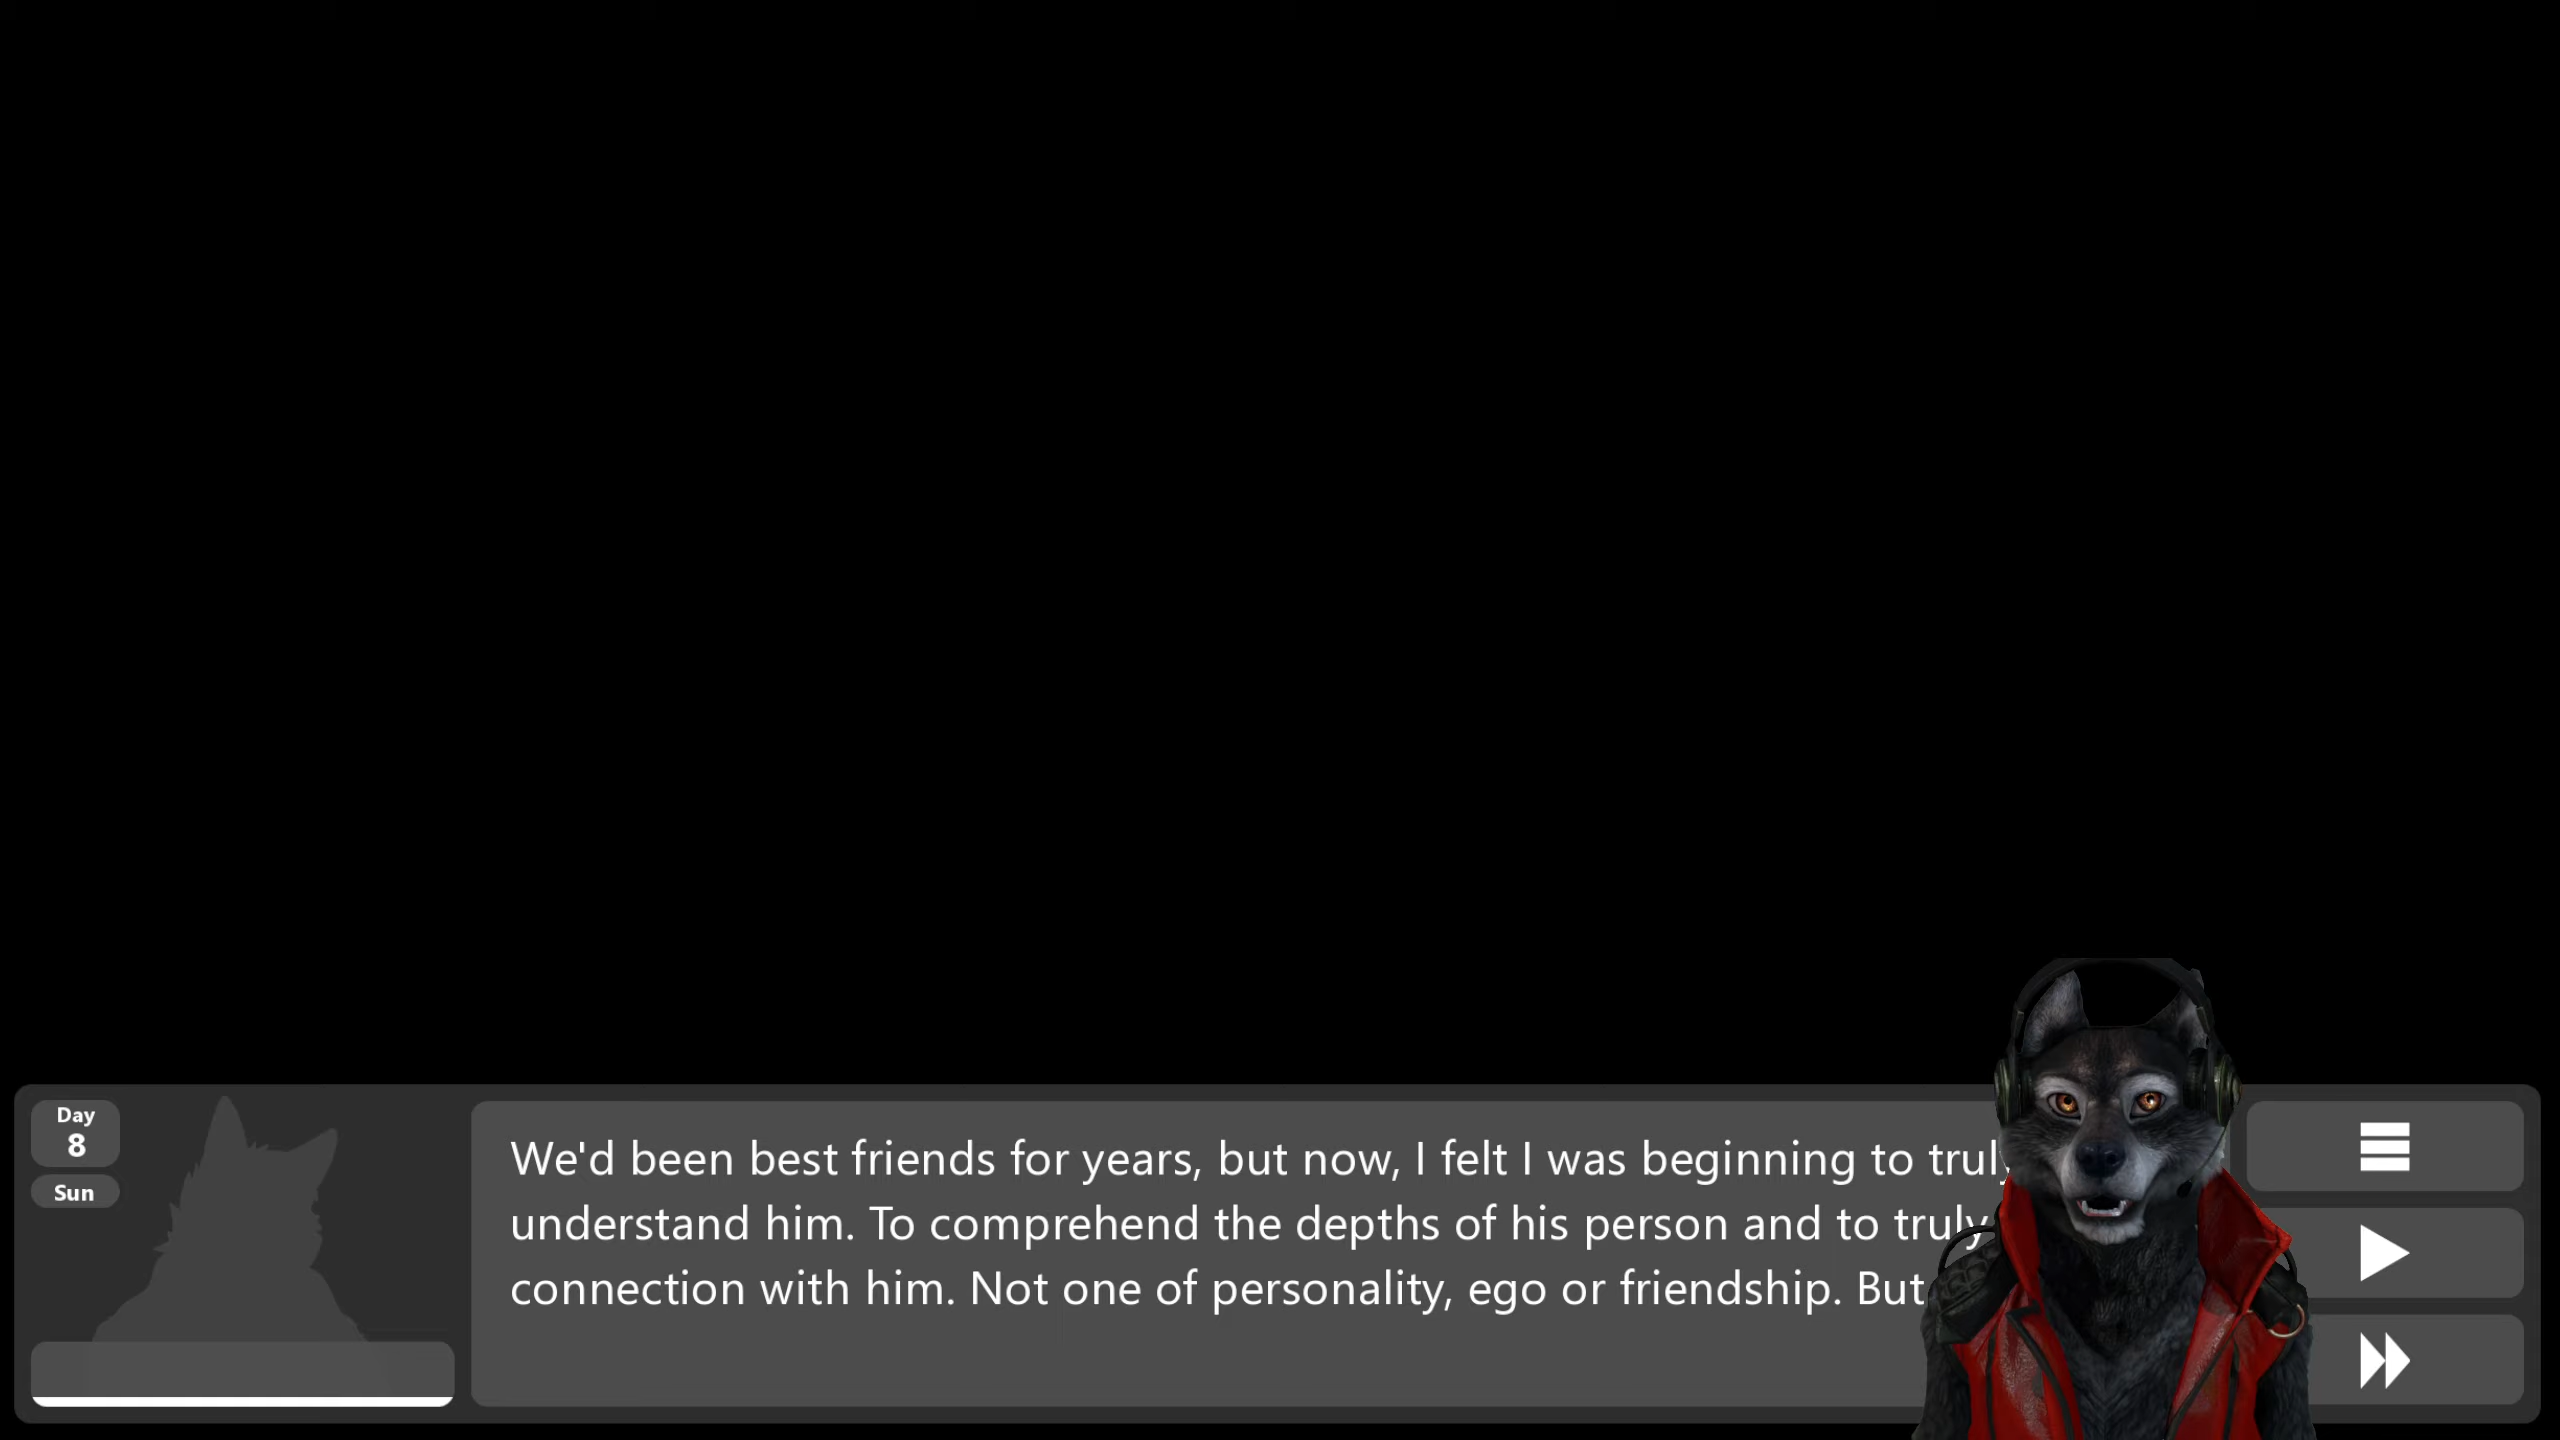 Day
8
Sun
We'd been best friends for years, but now, I felt I was beginning to truly
understand him. To comprehend the depths of his person and to truly
connection with him. Not one of personality, ego or friendship. But